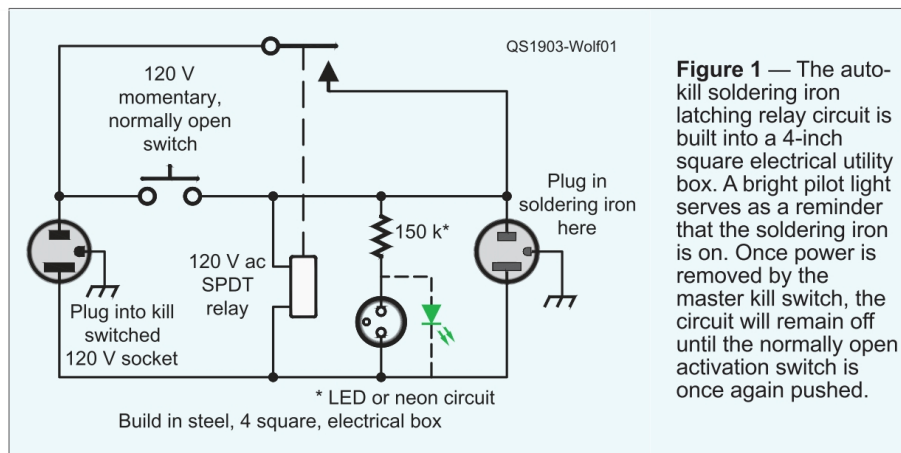 QS1903-Wolf01
120 V
momentary,
normally open
switch
Plug in
soldering iron
here
150 k*
120 V ac
SPDT
relay
Plug into kill
switched
120 V socket
* LED or neon circuit
Build in steel, 4 square, electrical box
Figure 1 — The auto-
kill soldering iron
latching relay circuit is
built into a 4-inch
square electrical utility
box. A bright pilot light
serves as a reminder
that the soldering iron
is on. Once power is
removed by the
master kill switch, the
circuit will remain off
until the normally open
activation switch is
once again pushed.